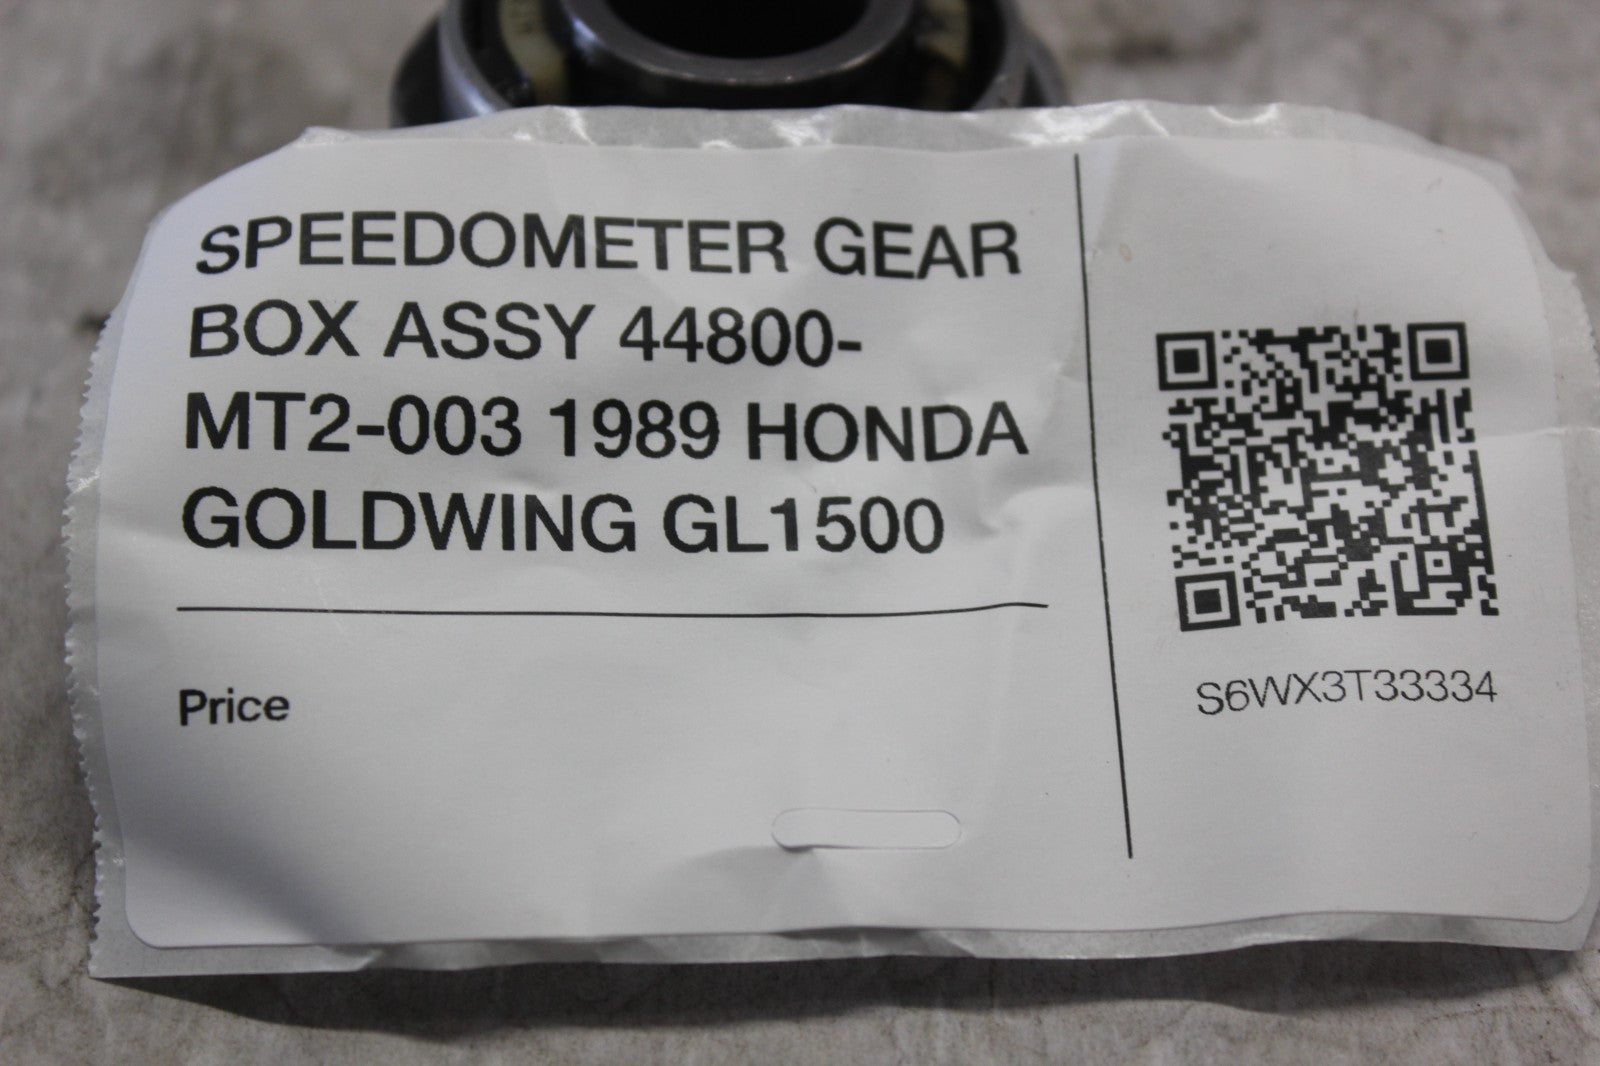 SPEEDOMETER GEAR
BOX ASSY 44800-
MT2-003 1989 HONDA
GOLDWING GL1500
Price
S6WX3T33334